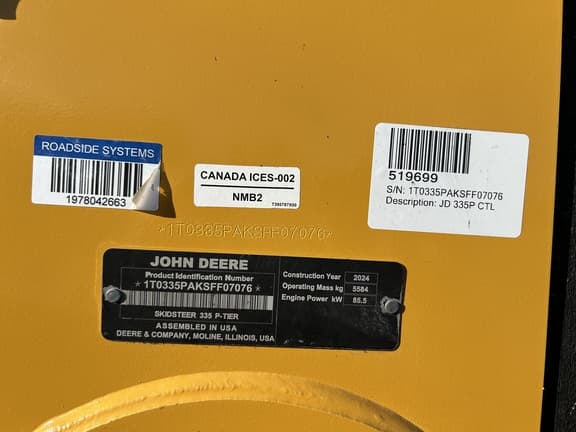 ROADSIDE SYSTEMS
1978042663
CANADA ICES-002
NMB2
T398787800
519699
S/N: 1T0335PAKSFF07076
Description: JD 335P CTL
*1T0335PAKSFF07076*
JOHN DEERE
Product Identification Number
*1T0335PAKSFF07076*
SKIDSTEER 335 P-TIER
ASSEMBLED IN USA
DEERE & COMPANY, MOLINE, ILLINOIS, USA
Construction Year 2024
Operating Mass kg 5584
Engine Power kW 85.5